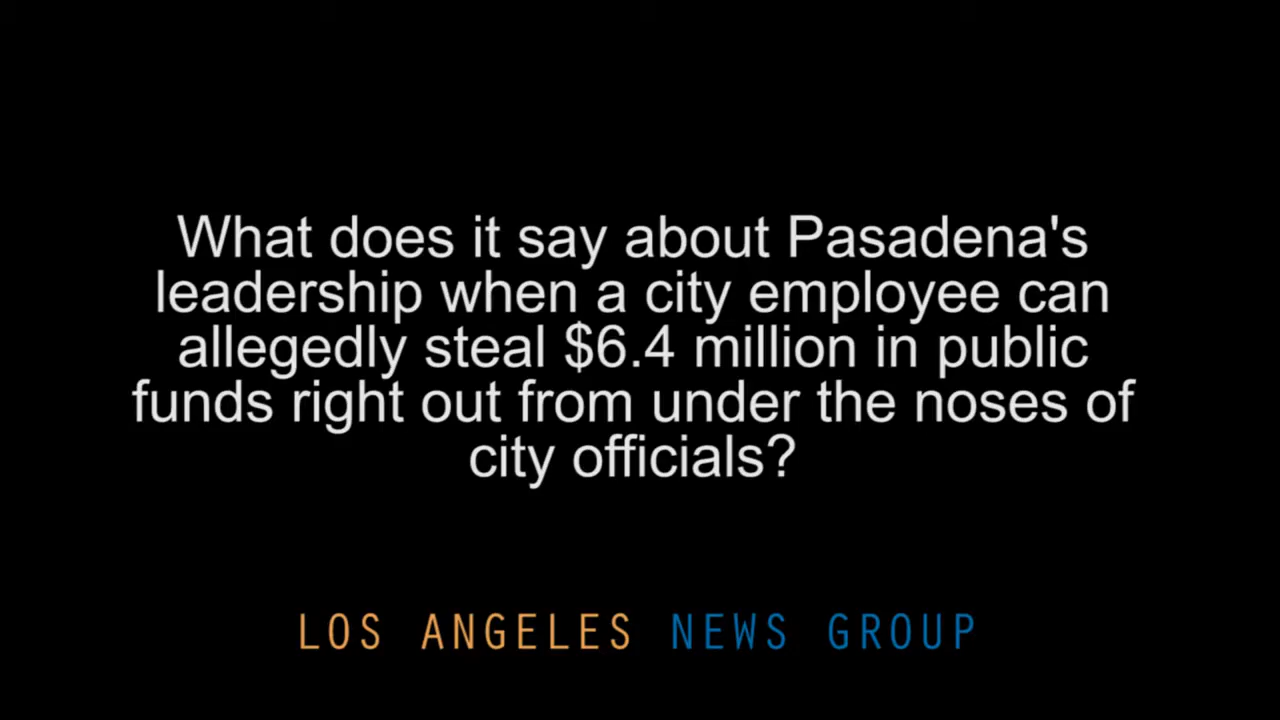 What does it say about Pasadena's
leadership when a city employee can
allegedly steal $6.4 million in public
funds right out from under the noses of
city officials?
LOS ANGELES NEWS GROUP